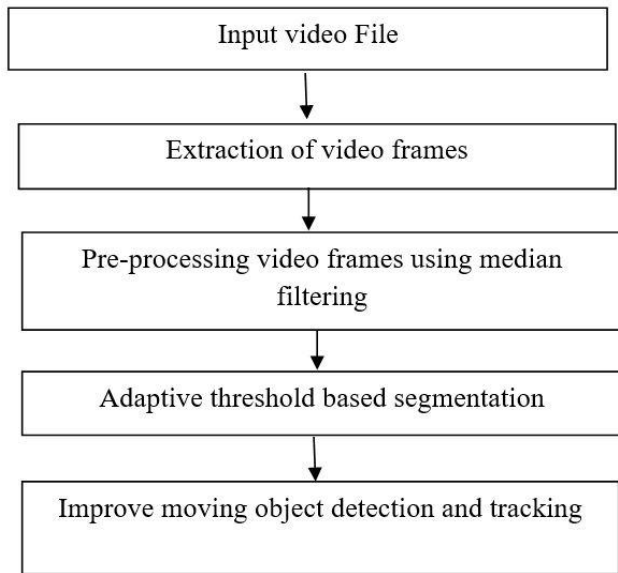 Input video File
Extraction of video frames
Pre-processing video frames using median
filtering
Adaptive threshold based segmentation
Improve moving object detection and tracking